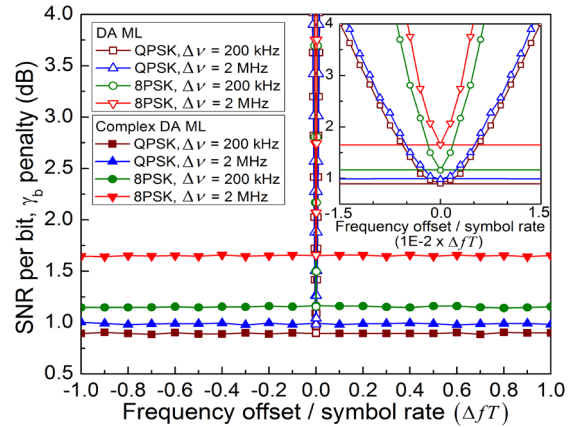 4.0
3.5
3.0
2.5
2.0
1.5
1.0
0.5
SNR per bit, γb penalty (dB)
DA ML
QPSK, Δν = 200 kHz
QPSK, Δν = 2 MHz
8PSK, Δν = 200 kHz
8PSK, Δν = 2 MHz
Complex DA ML
QPSK, Δν = 200 kHz
QPSK, Δν = 2 MHz
8PSK, Δν = 200 kHz
8PSK, Δν = 2 MHz
4
3
2
1
-1.5 0.0 1.5
Frequency offset / symbol rate
(1E-2 x ΔfT)
-1.0 -0.8 -0.6 -0.4 -0.2 0.0 0.2 0.4 0.6 0.8 1.0
Frequency offset / symbol rate (ΔfT)